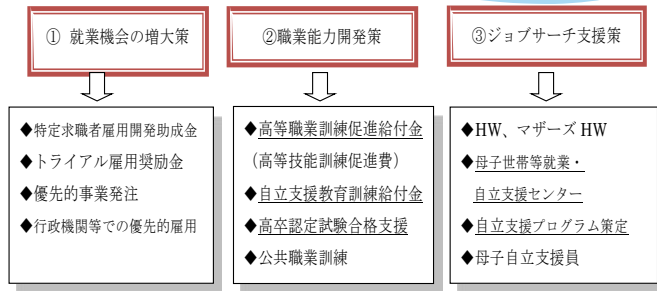 ① 就業機会の増大策
◆特定求職者雇用開発助成金
◆トライアル雇用奨励金
◆優先的事業発注
◆行政機関等での優先的雇用
②職業能力開発策
◆高等職業訓練促進給付金
(高等技能訓練促進費)
◆自立支援教育訓練給付金
◆高卒認定試験合格支援
◆公共職業訓練
③ジョブサーチ支援策
◆HW、マザーズ HW
◆母子世帯等就業・
自立支援センター
◆自立支援プログラム策定
◆母子自立支援員